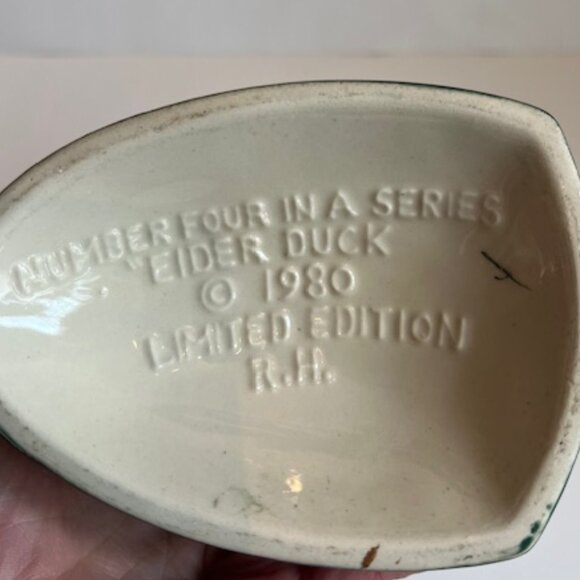 NUMBER FOUR IN A SERIES
"EIDER DUCK
© 1980
LIMITED EDITION
R.H.